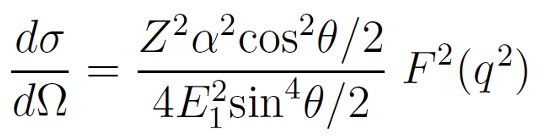 dσ/dΩ = Z²α²cos²θ/2 / 4E₁²sin⁴θ/2 F²(q²)